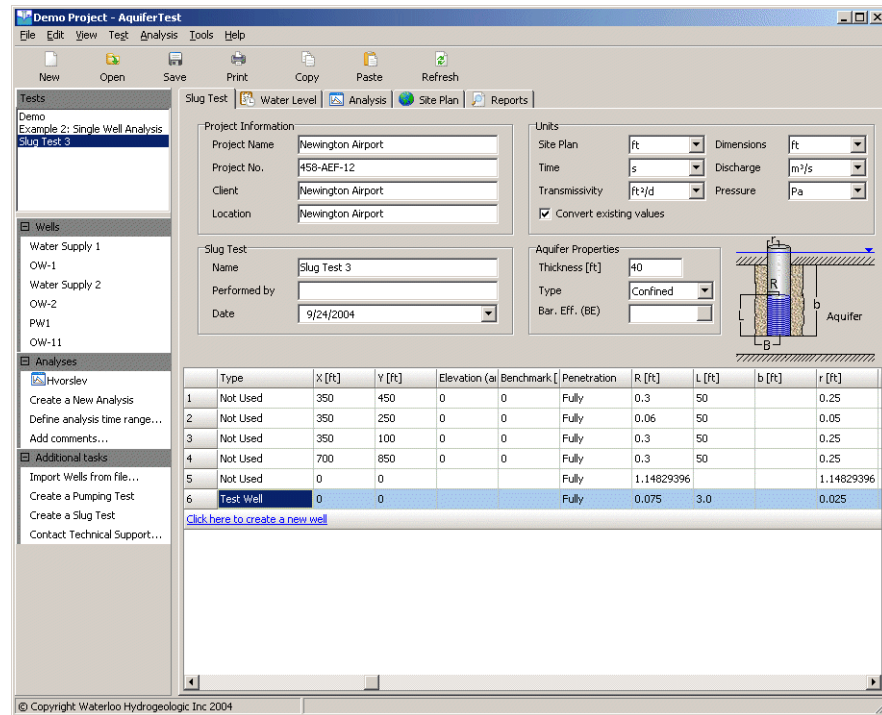 Demo Project - AquiferTest
File Edit View Test Analysis Tools Help
New Open Save Print Copy Paste Refresh
Tests
Demo
Example 2: Single Well Analysis
Slug Test 3
Wells
Water Supply 1
OW-1
Water Supply 2
OW-2
PW1
OW-11
Analyses
Hvorslev
Create a New Analysis
Define analysis time range...
Add comments...
Additional tasks
Import Wells from file...
Create a Pumping Test
Create a Slug Test
Contact Technical Support...
Slug Test Water Level Analysis Site Plan Reports
Project Information
Project Name Newington Airport
Project No. 458-AEF-12
Client Newington Airport
Location Newington Airport
Units
Site Plan ft Dimensions ft
Time s Discharge m³/s
Transmissivity ft²/d Pressure Pa
Convert existing values
Slug Test
Name Slug Test 3
Performed by
Date 9/24/2004
Aquifer Properties
Thickness [ft] 40
Type Confined
Bar. Eff. (BE)
r
R
L
b
Aquifer
B
Type X [ft] Y [ft] Elevation (a Benchmark [ Penetration R [ft] L [ft] b [ft] r [ft]
1 Not Used 350 450 0 0 Fully 0.3 50 0.25
2 Not Used 350 250 0 0 Fully 0.06 50 0.05
3 Not Used 350 100 0 0 Fully 0.3 50 0.25
4 Not Used 700 850 0 0 Fully 0.3 50 0.25
5 Not Used 0 0 Fully 1.14829396 1.14829396
6 Test Well 0 0 Fully 0.075 3.0 0.025
Click here to create a new well
© Copyright Waterloo Hydrogeologic Inc 2004